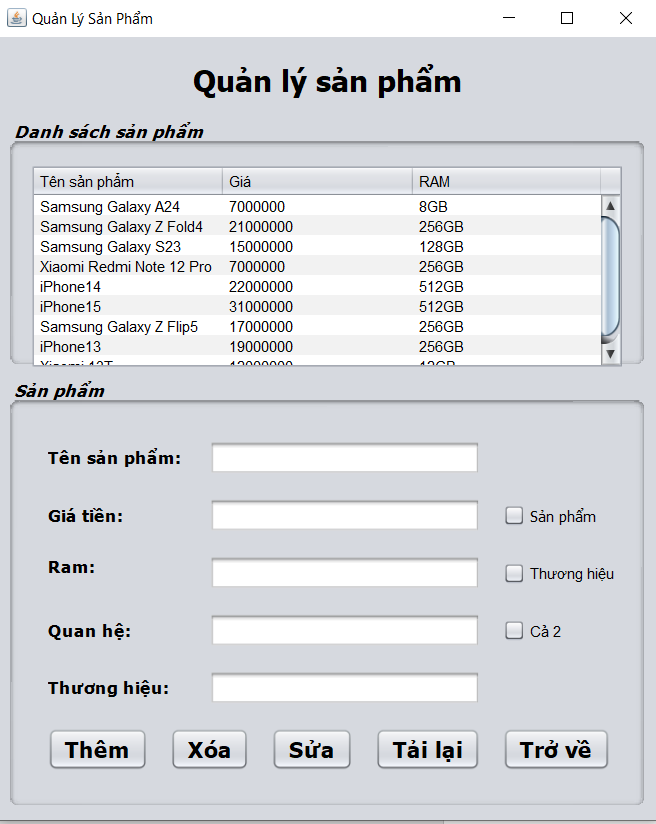 Quản Lý Sản Phẩm
Quản lý sản phẩm
Danh sách sản phẩm
Tên sản phẩm Giá RAM
Samsung Galaxy A24 7000000 8GB
Samsung Galaxy Z Fold4 21000000 256GB
Samsung Galaxy S23 15000000 128GB
Xiaomi Redmi Note 12 Pro 7000000 256GB
iPhone14 22000000 512GB
iPhone15 31000000 512GB
Samsung Galaxy Z Flip5 17000000 256GB
iPhone13 19000000 256GB
Sản phẩm
Tên sản phẩm:
Giá tiền: Sản phẩm
Ram: Thương hiệu
Quan hệ: Cả 2
Thương hiệu:
Thêm Xóa Sửa Tải lại Trở về